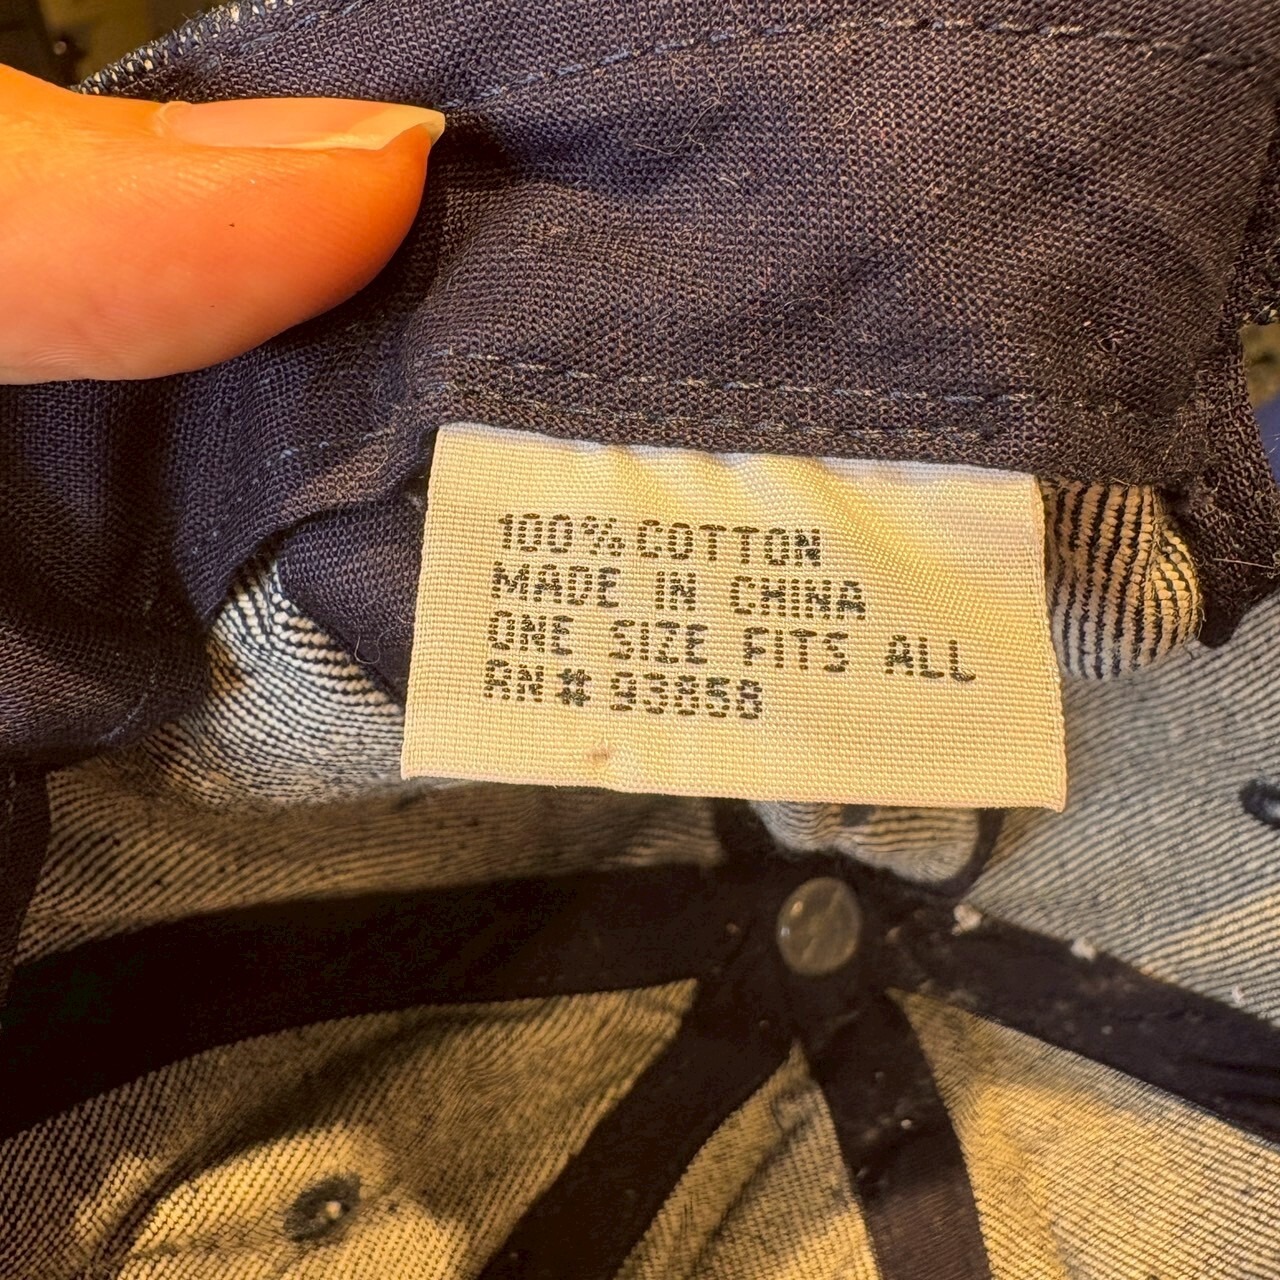 100% COTTON
MADE IN CHINA
ONE SIZE FITS ALL
RN # 93858